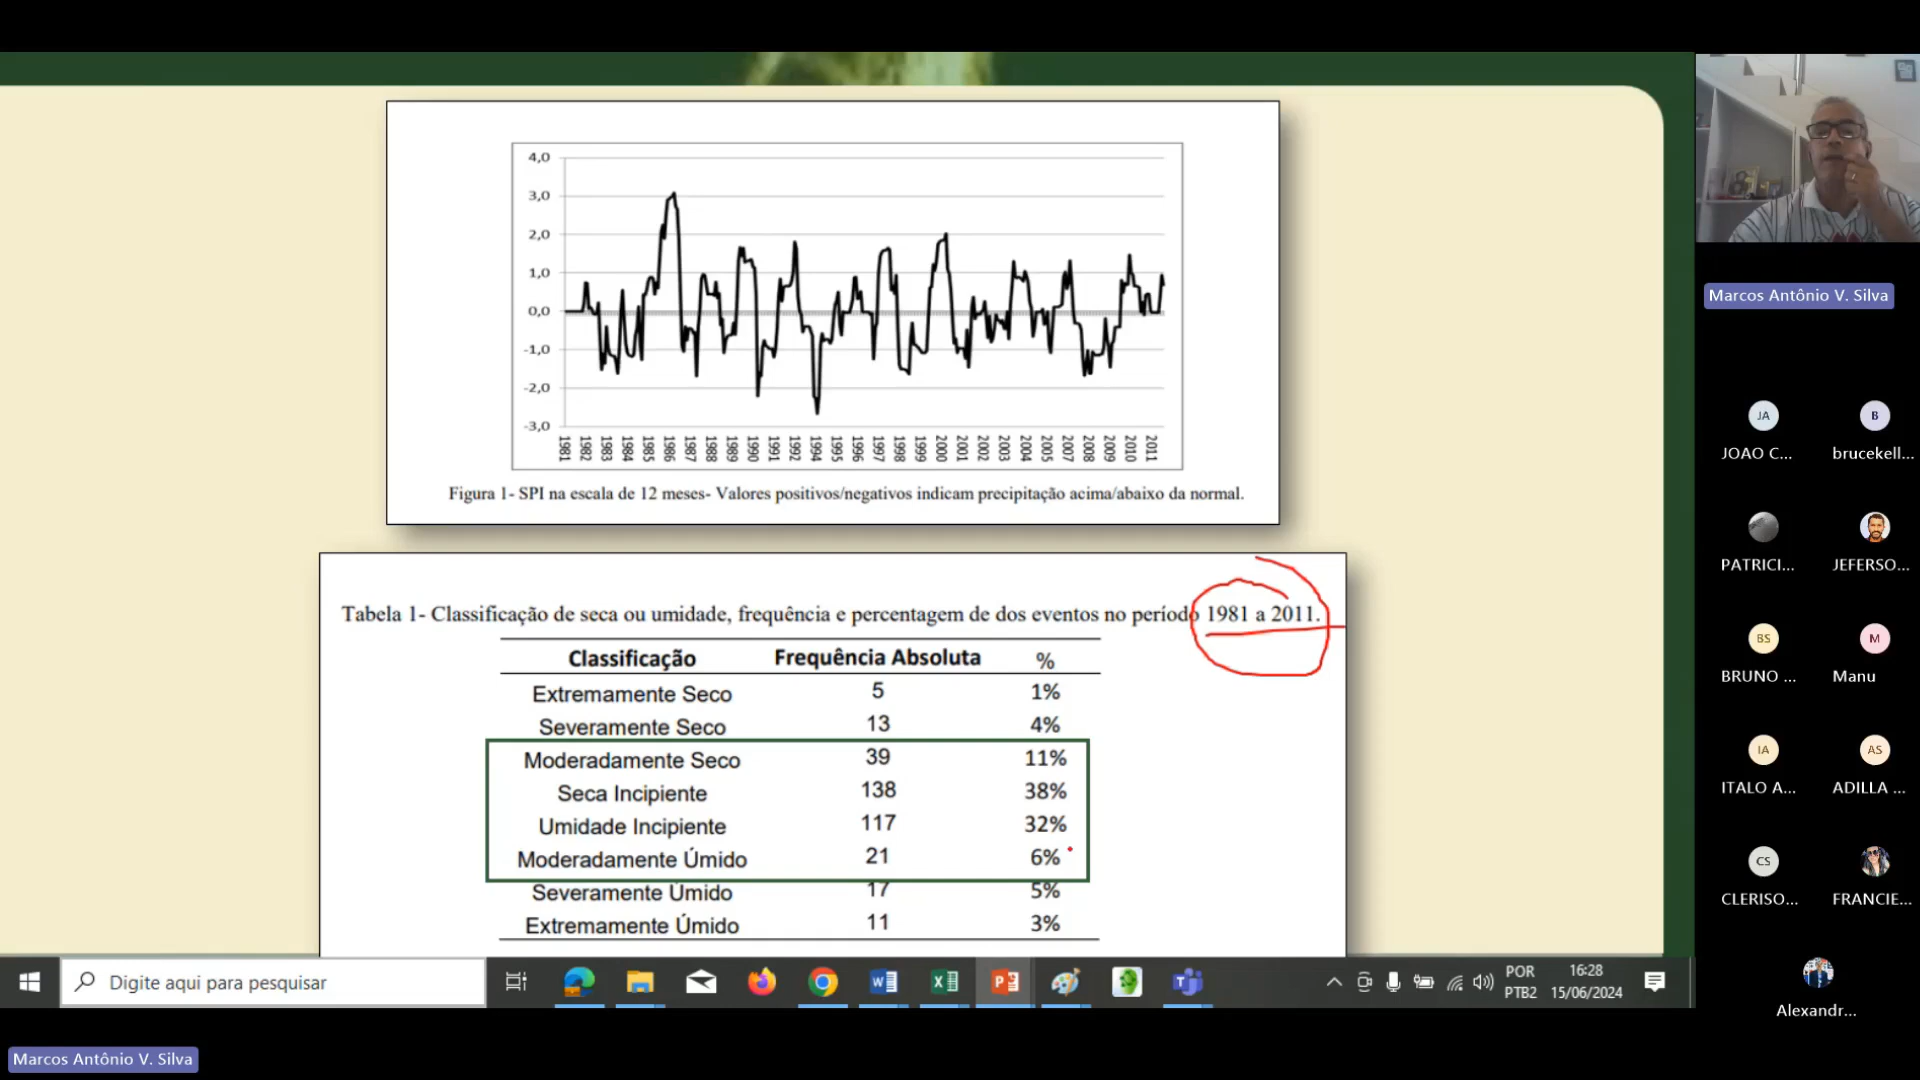 4,0
3,0
2,0
1,0
0,0
-1,0
-2,0
-3,0
1981 1982 1983 1984 1985 1986 1987 1988 1989 1990 1991 1992 1994 1995 1996 1997 1998 1999 2000 2001 2002 2003 2004 2005 2007 2008 2009 2010 2011
Figura 1- SPI na escala de 12 meses- Valores positivos/negativos indicam precipitação acima/abaixo da normal.
Tabela 1- Classificação de seca ou umidade, frequência e percentagem de dos eventos no período 1981 a 2011.
Classificação Frequência Absoluta %
Extremamente Seco 5 1%
Severamente Seco 13 4%
Moderadamente Seco 39 11%
Seca Incipiente 138 38%
Umidade Incipiente 117 32%
Moderadamente Úmido 21 6%
Severamente Úmido 17 5%
Extremamente Úmido 11 3%
Digite aqui para pesquisar
POR
PTB2
16:28
15/06/2024
Marcos Antônio V. Silva
Marcos Antônio V. Silva
JA
JOAO C...
B
brucekell...
PATRICI...
JEFERSO...
BS
BRUNO ...
M
Manu
IA
ITALO A...
AS
ADILLA ...
CS
CLERISO...
FRANCIE...
Alexandr...